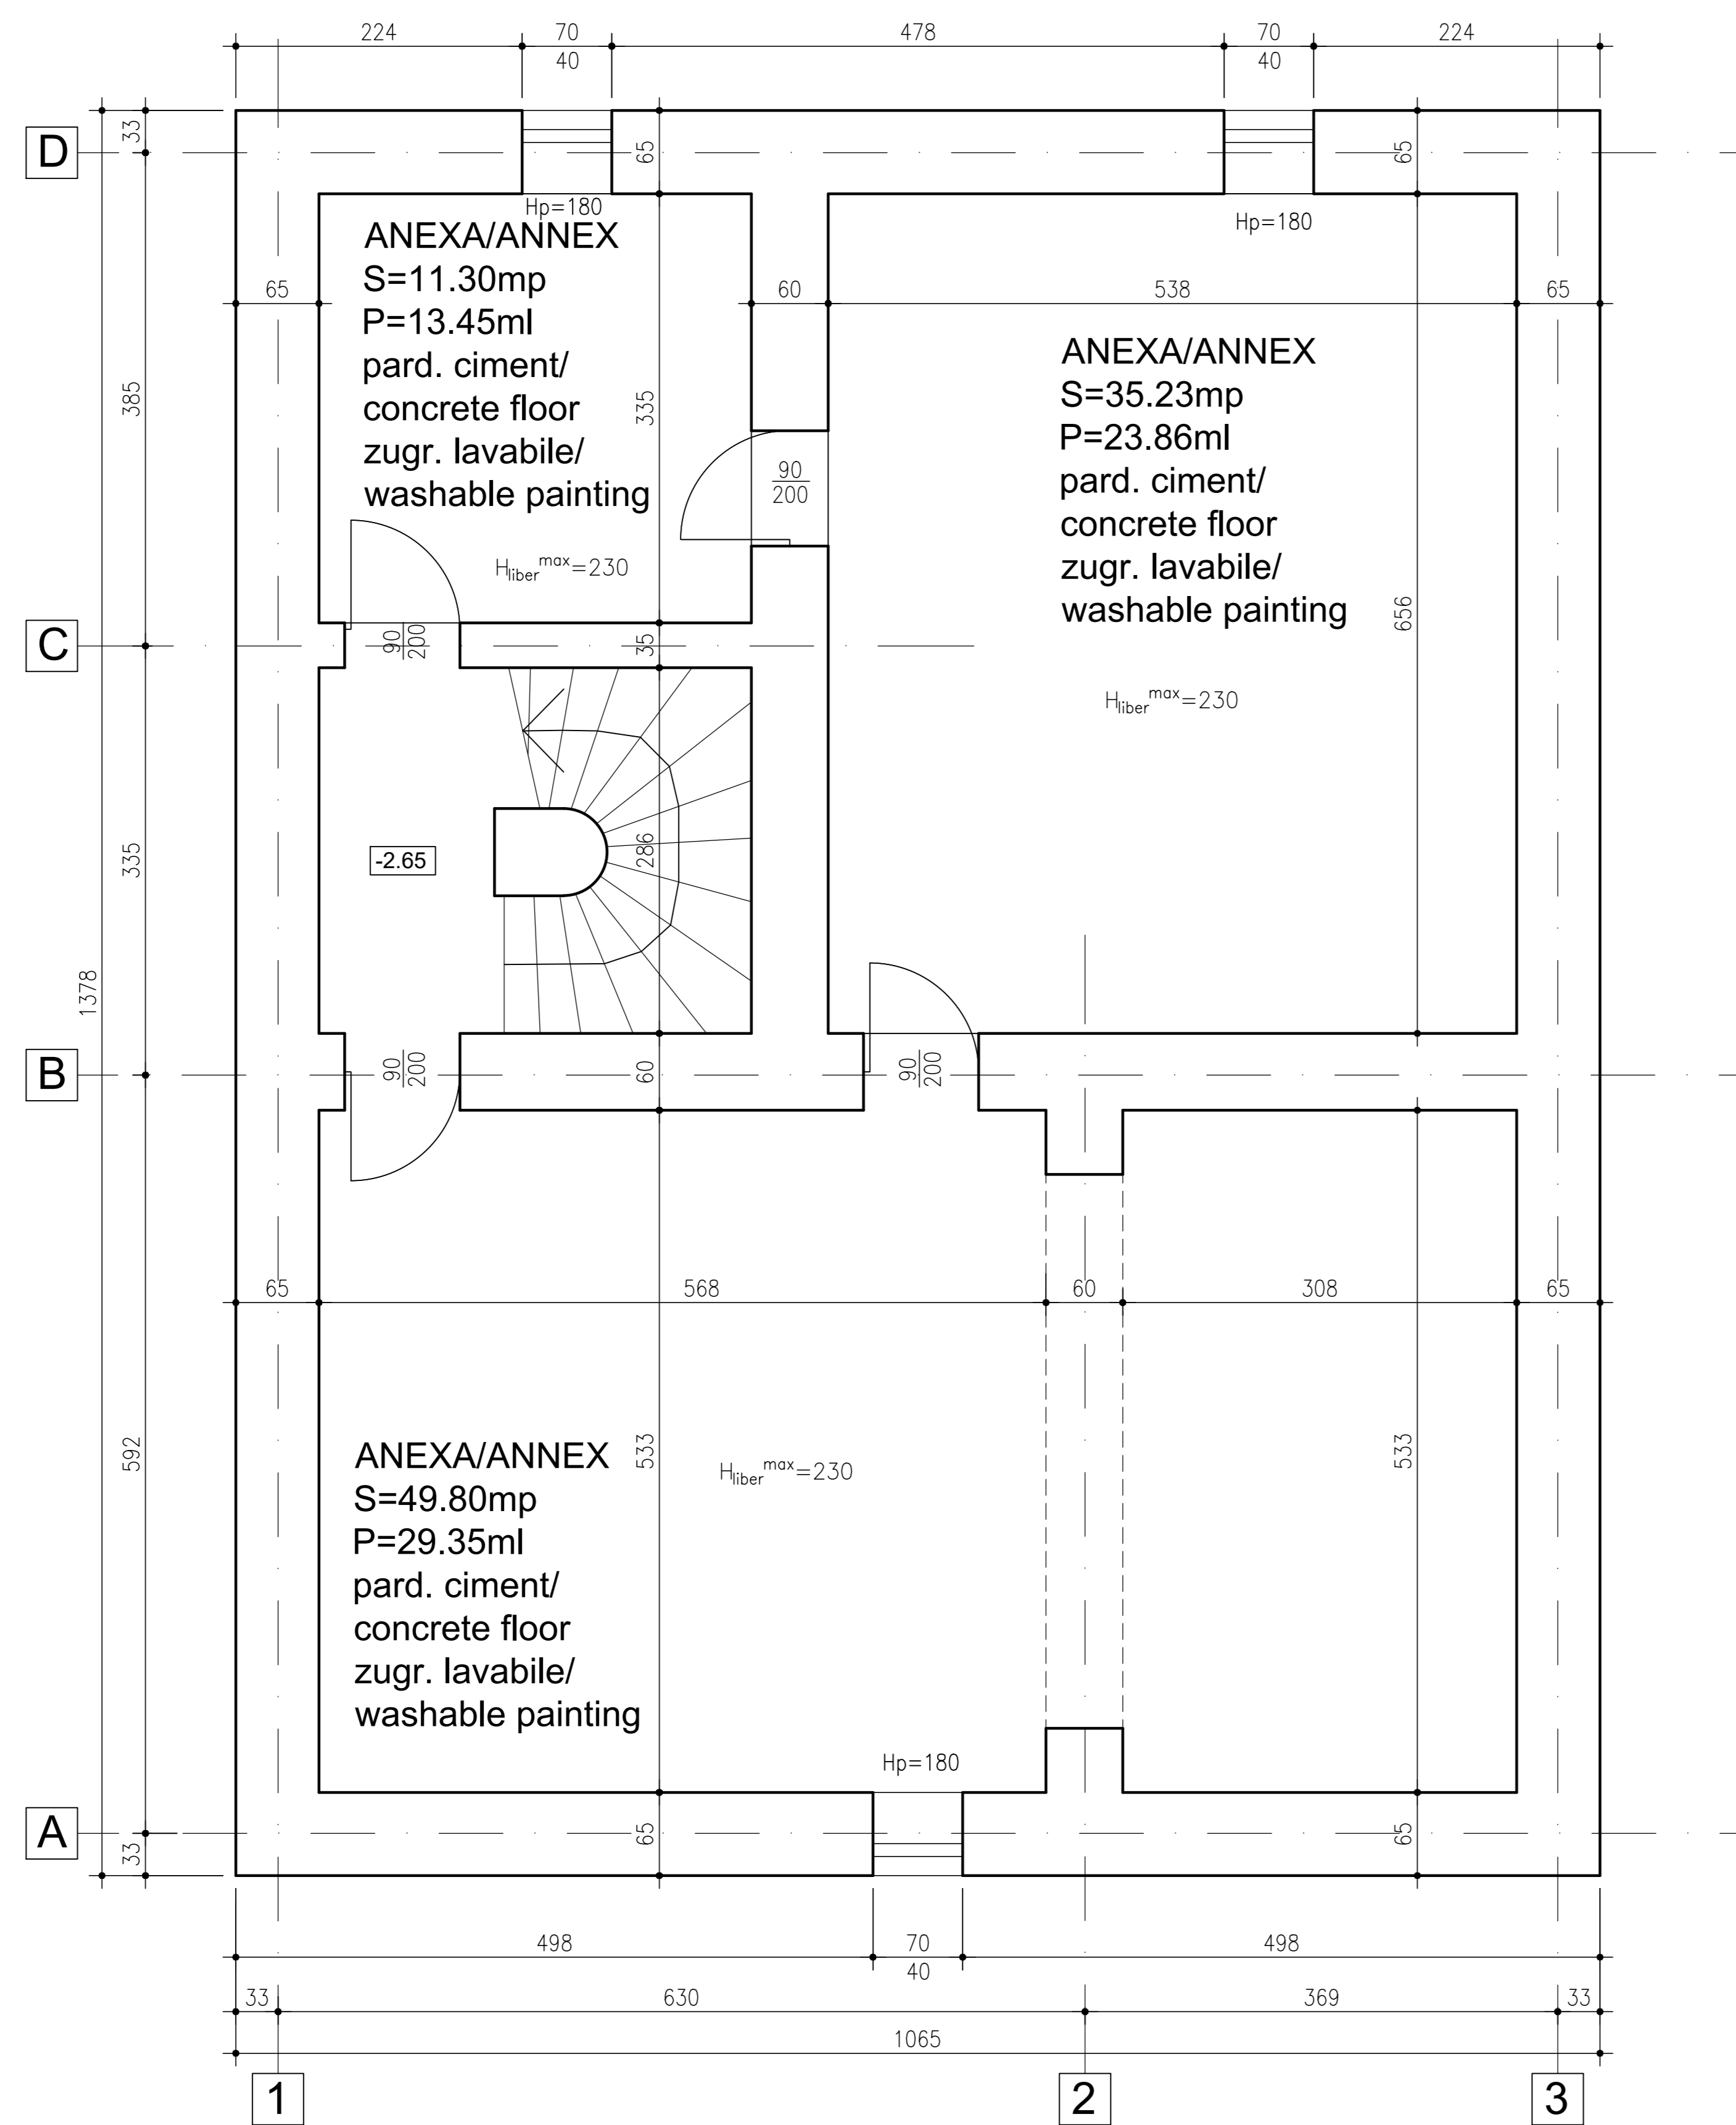 224
70
40
478
70
40
224
D
33
65
65
Hp=180
Hp=180
ANEXA/ANNEX
S=11.30mp
P=13.45ml
pard. ciment/
concrete floor
zugr. lavabile/
washable painting
65
60
538
65
ANEXA/ANNEX
S=35.23mp
P=23.86ml
pard. ciment/
concrete floor
zugr. lavabile/
washable painting
385
335
90
200
Hliber max=230
656
C
90
200
35
Hliber max=230
335
-2.65
286
1378
B
90
200
60
90
200
65
568
60
308
65
592
533
533
ANEXA/ANNEX
S=49.80mp
P=29.35ml
pard. ciment/
concrete floor
zugr. lavabile/
washable painting
Hliber max=230
Hp=180
A
33
65
65
498
70
40
498
33
630
369
33
1065
1
2
3